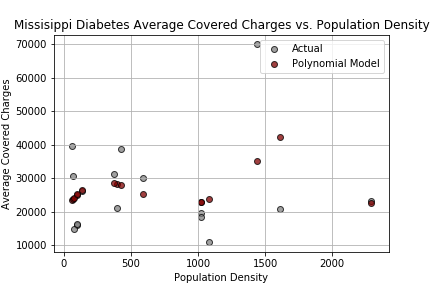 Missisippi Diabetes Average Covered Charges vs. Population Density
Actual
Polynomial Model
Average Covered Charges
70000
60000
50000
40000
30000
20000
10000
0
500
1000
1500
2000
Population Density